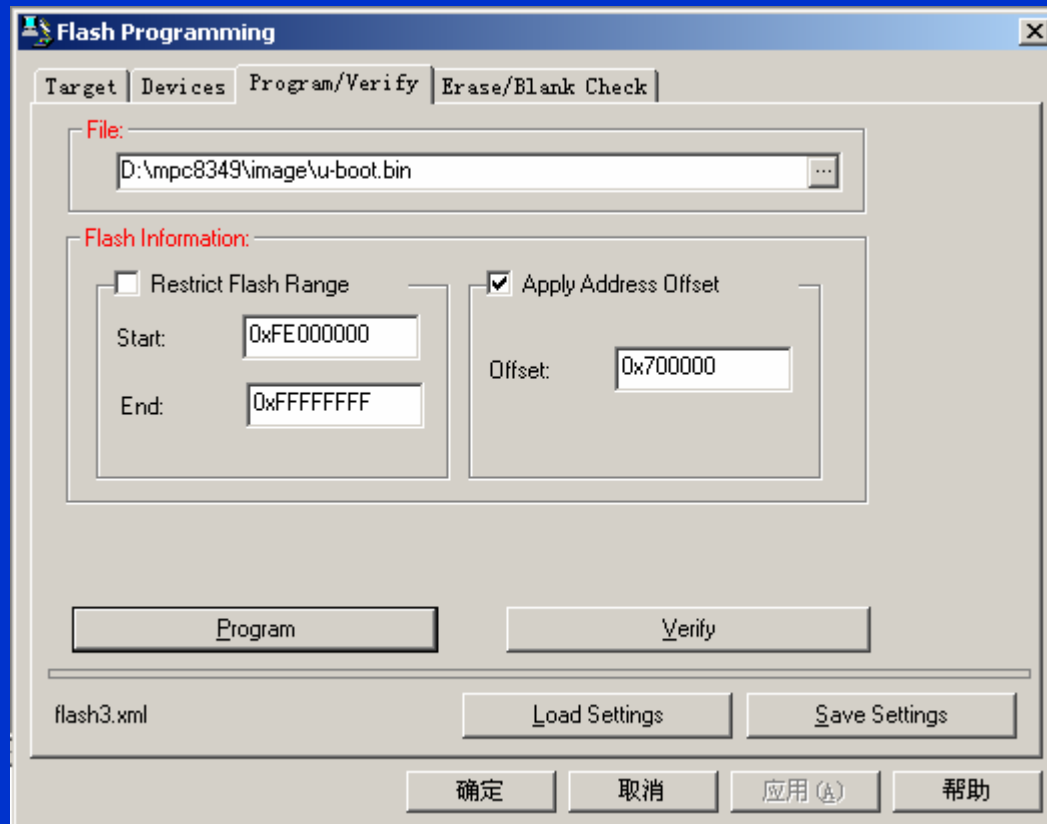 Flash Programming
Target Devices Program/Verify Erase/Blank Check
File:
D:\mpc8349\image\u-boot.bin ...
Flash Information:
Restrict Flash Range Apply Address Offset
Start: 0xFE000000
Offset: 0x700000
End: 0xFFFFFFFF
Program Verify
flash3.xml Load Settings Save Settings
确定 取消 应用(A) 帮助